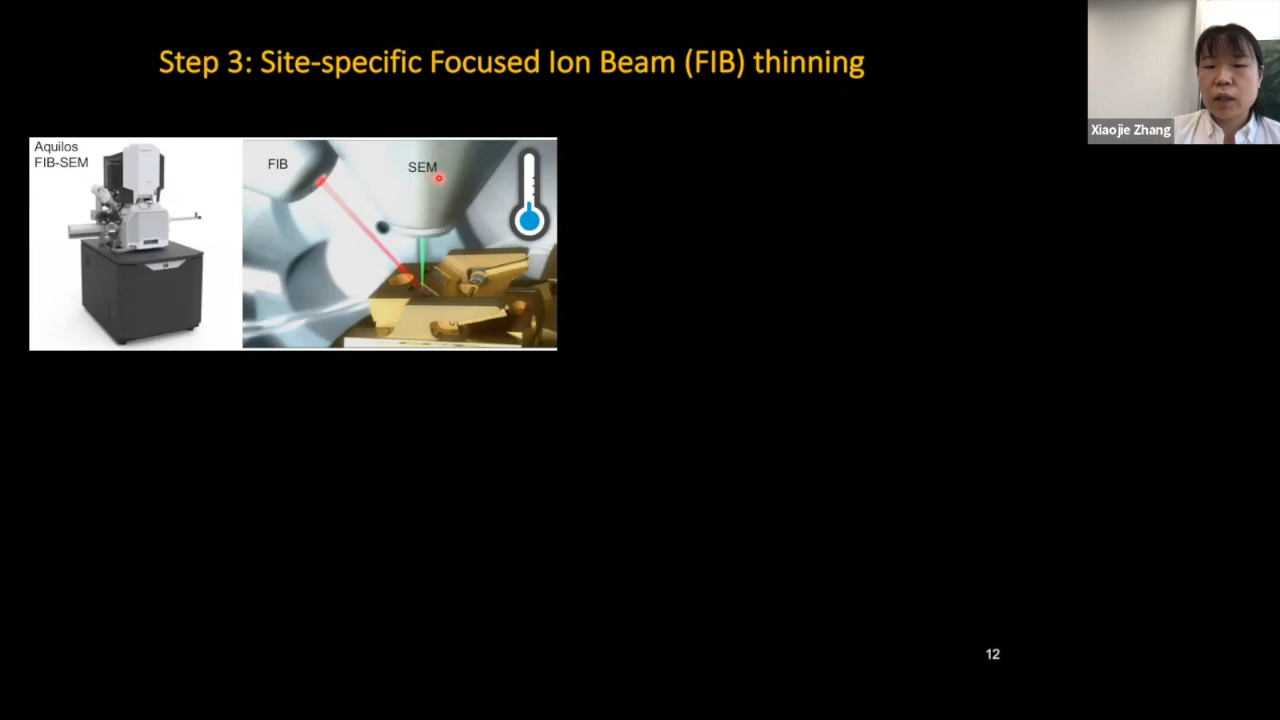 Step 3: Site-specific Focused Ion Beam (FIB) thinning
Xiaojie Zhang
Aquilos
FIB-SEM
FIB
SEM
12